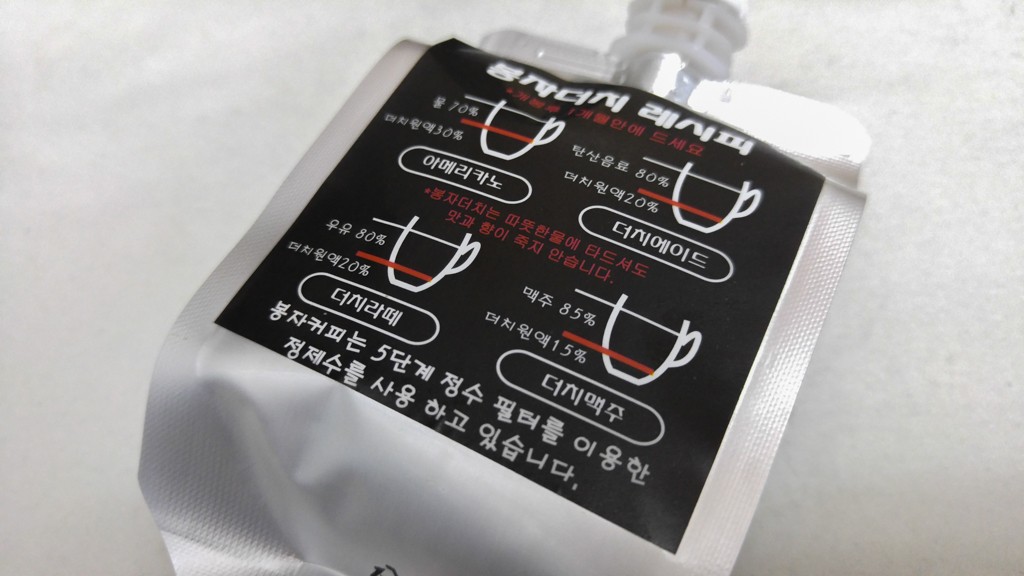 봉자더치 레시피
*개봉후 1개월안에 드세요
물 70%
더치원액30%
아메리카노
탄산음료 80%
더치원액20%
더치에이드
*봉자더치는 따뜻한물에 타드셔도
맛과 향이 죽지 안습니다.
우유 80%
더치원액20%
더치라떼
맥주 85%
더치원액15%
더치맥주
봉자커피는 5단계 정수 필터를 이용한
정제수를 사용 하고 있습니다.